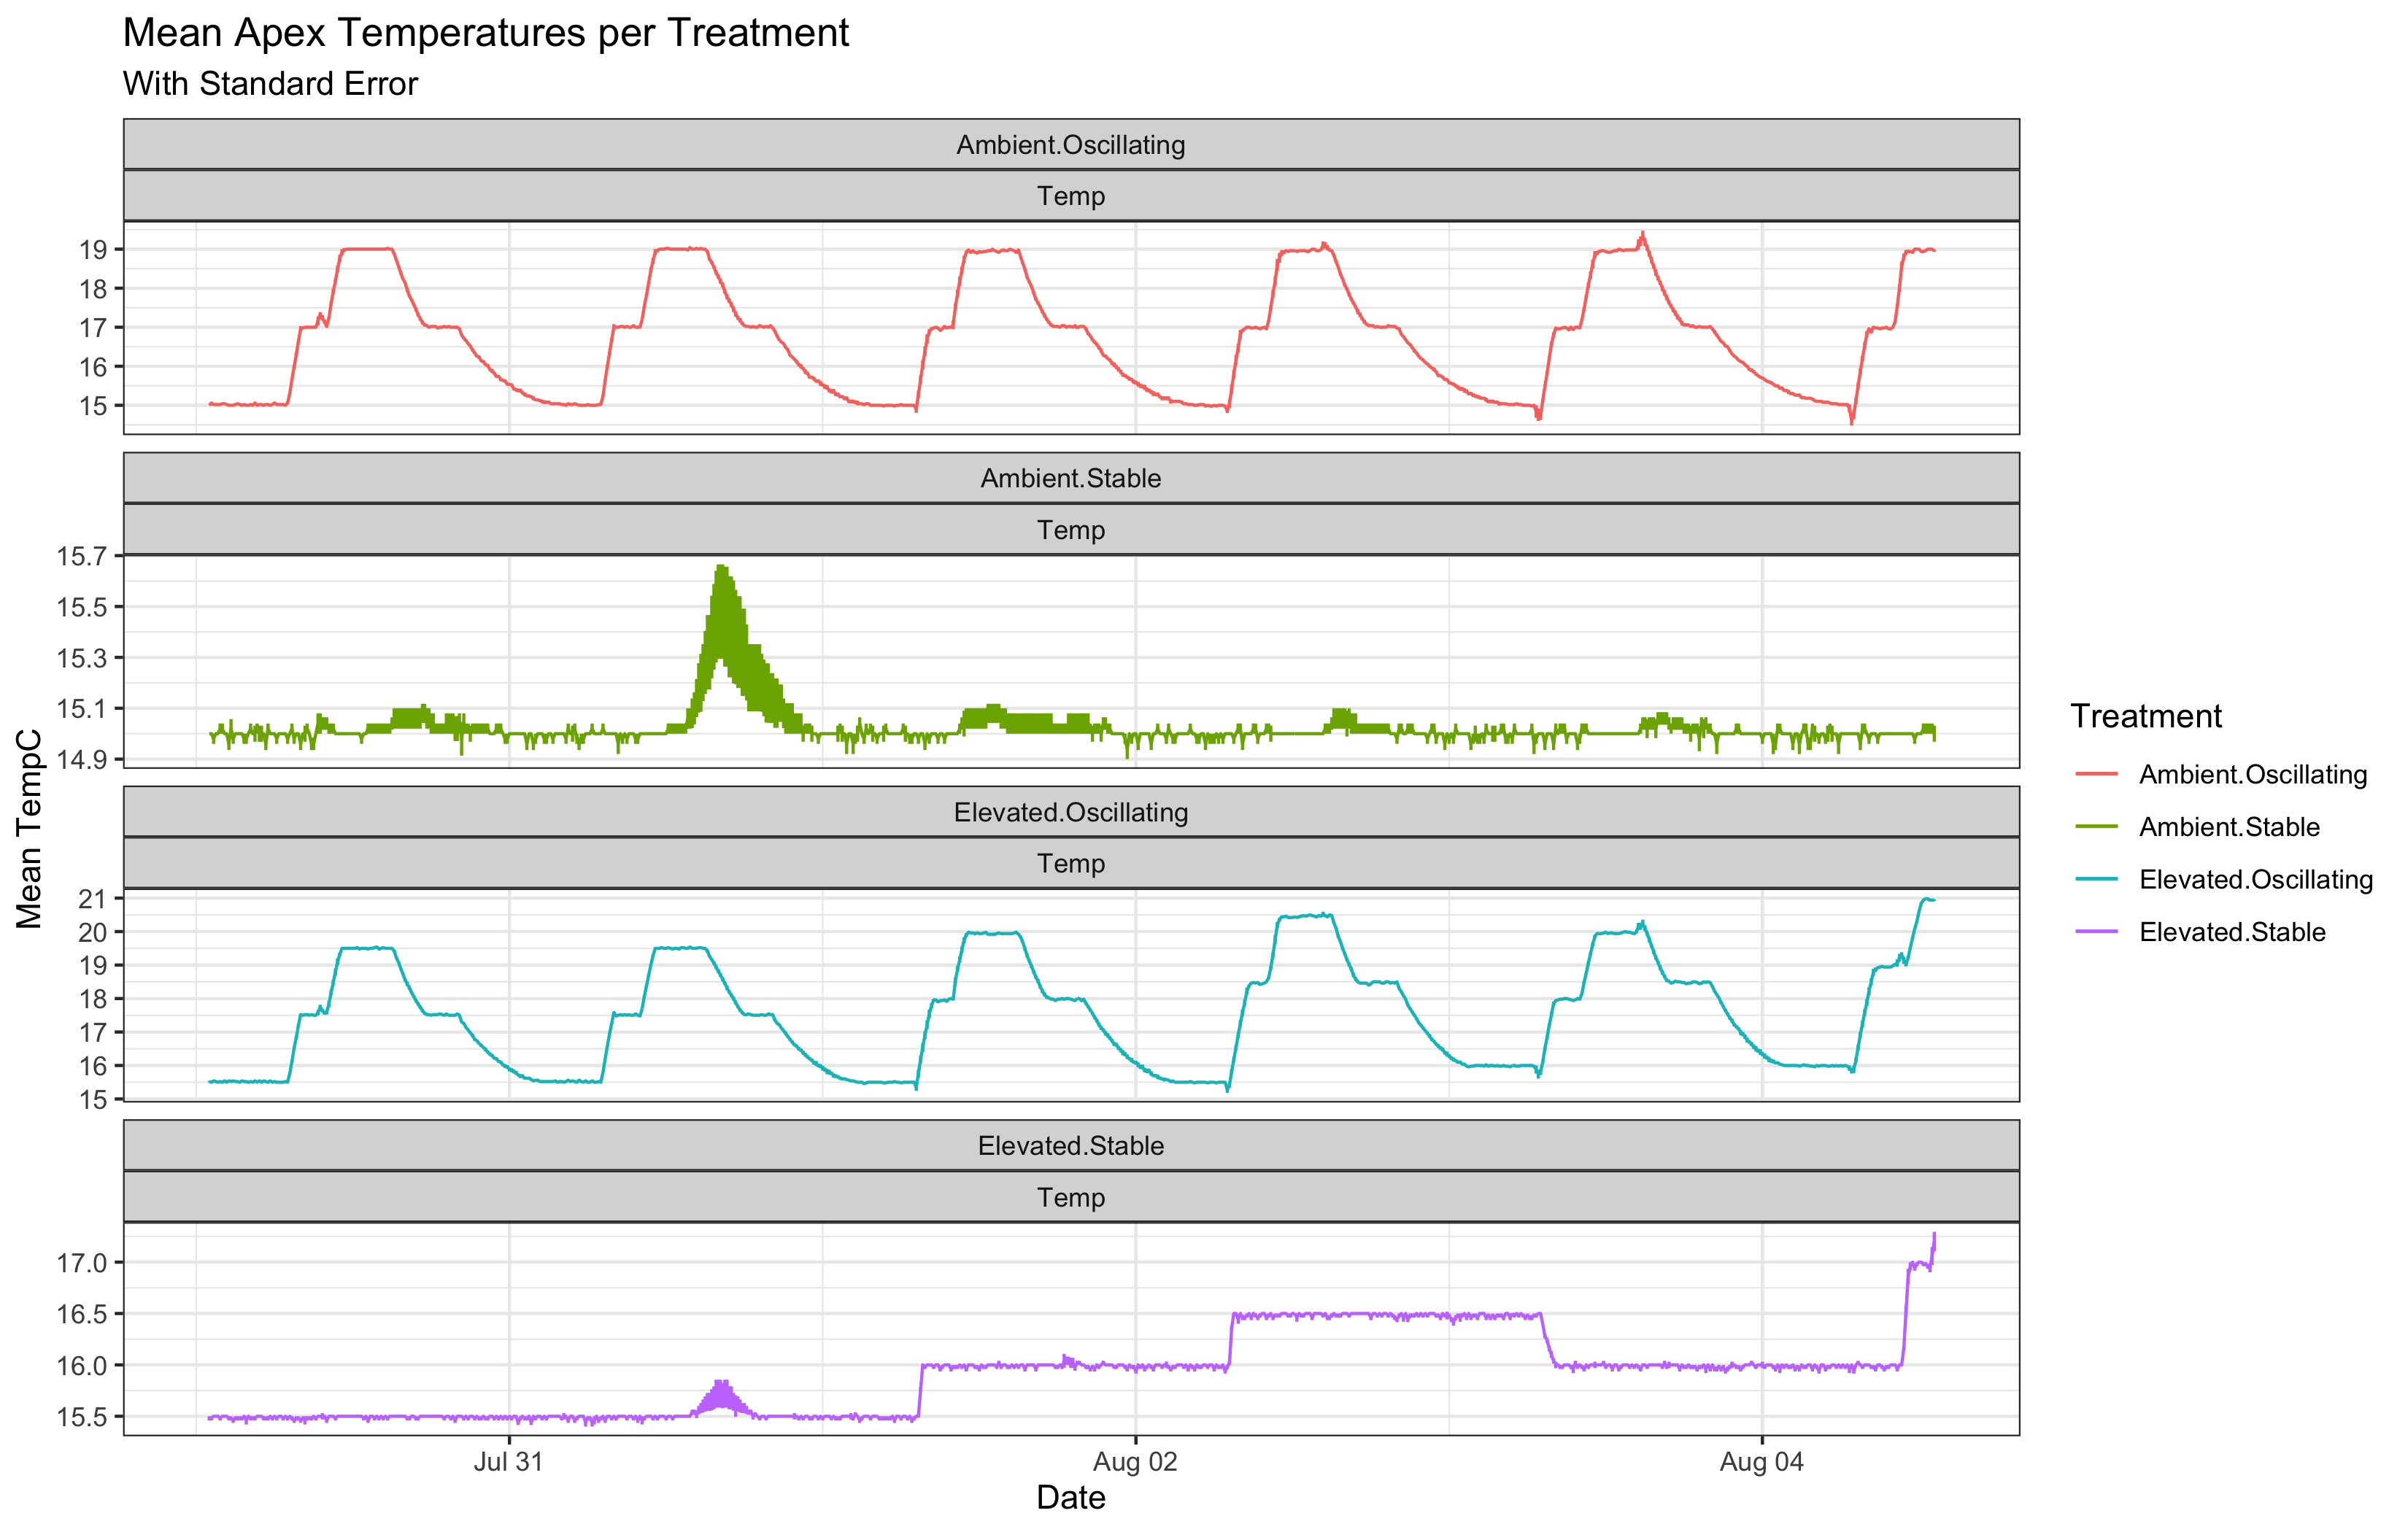 Mean Apex Temperatures per Treatment
With Standard Error
Ambient.Oscillating
Temp
19
18
17
16
15
Ambient.Stable
Temp
15.7
15.5
15.3
15.1
14.9
Elevated.Oscillating
Temp
21
20
19
18
17
16
15
Elevated.Stable
Temp
17.0
16.5
16.0
15.5
Jul 31
Aug 02
Aug 04
Date
Mean TempC
Treatment
Ambient.Oscillating
Ambient.Stable
Elevated.Oscillating
Elevated.Stable